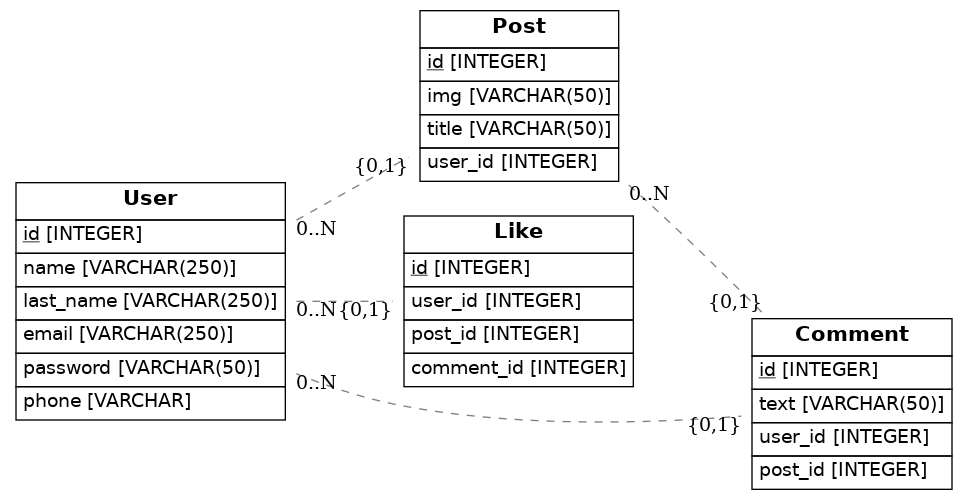 Post
id [INTEGER]
img [VARCHAR(50)]
title [VARCHAR(50)]
user_id [INTEGER]
{0,1}
0..N
User
id [INTEGER]
name [VARCHAR(250)]
last_name [VARCHAR(250)]
email [VARCHAR(250)]
password [VARCHAR(50)]
phone [VARCHAR]
0..N
0..N
{0,1}
0..N
Like
id [INTEGER]
user_id [INTEGER]
post_id [INTEGER]
comment_id [INTEGER]
{0,1}
{0,1}
Comment
id [INTEGER]
text [VARCHAR(50)]
user_id [INTEGER]
post_id [INTEGER]